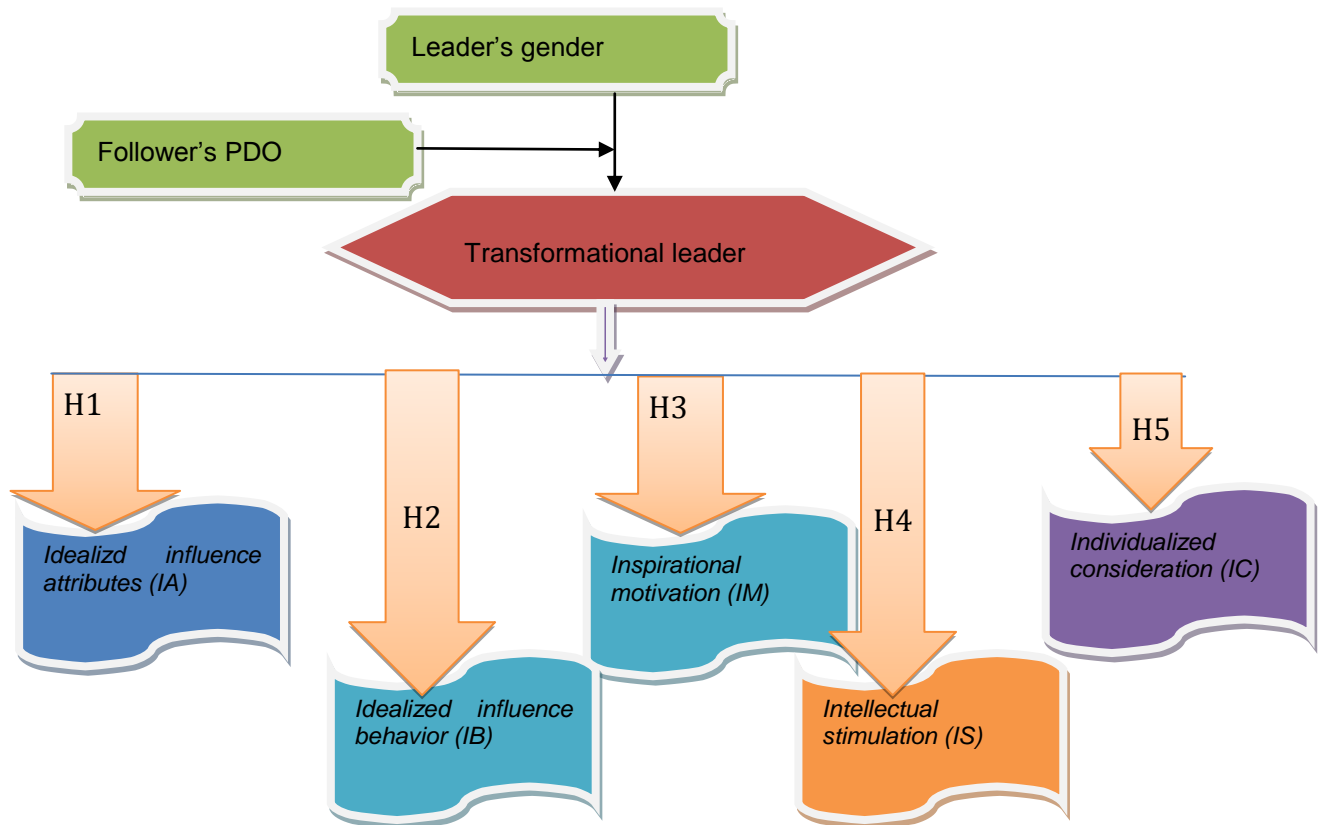 Leader’s gender
Follower’s PDO
Transformational leader
H1
H2
H3
H4
H5
Idealizd influence
attributes (IA)
Idealized influence
behavior (IB)
Inspirational
motivation (IM)
Intellectual
stimulation (IS)
Individualized
consideration (IC)